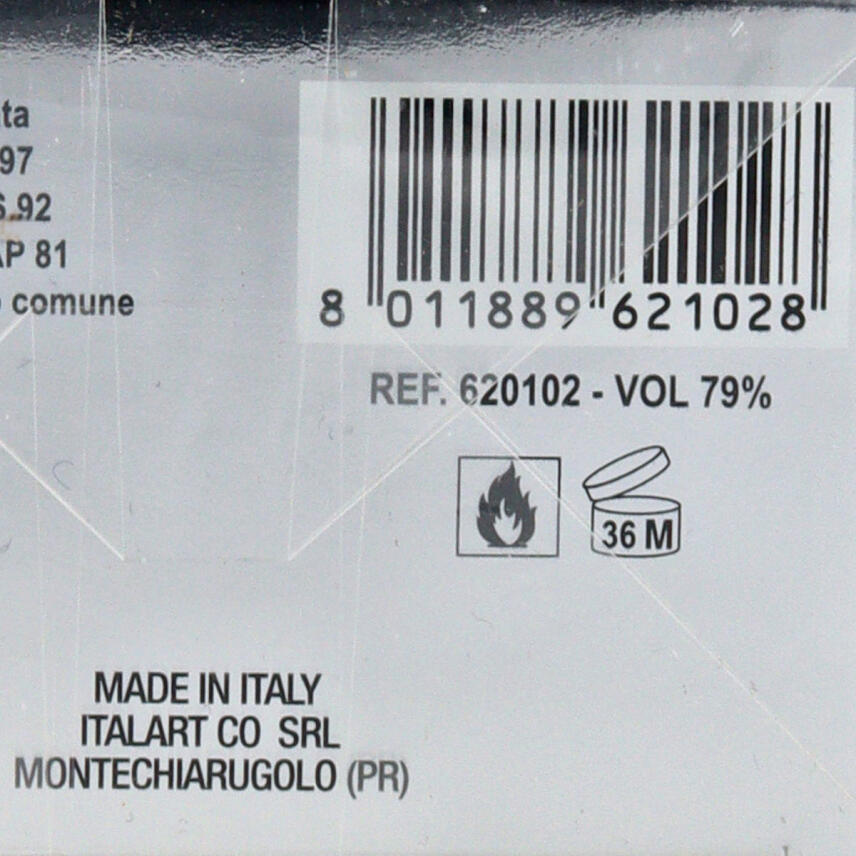 ta
97
S.92
AP 81
comune
8 011889 621028
REF. 620102 - VOL 79%
36 M
MADE IN ITALY
ITALART CO SRL
MONTECHIARUGOLO (PR)